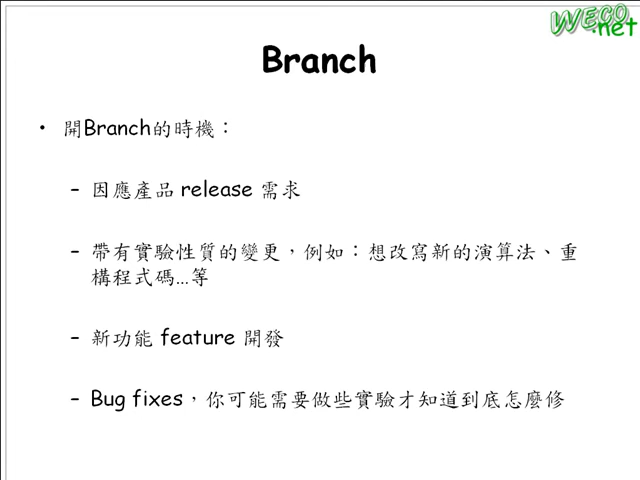 WECO.net
Branch
• 開Branch的時機：
– 因應產品 release 需求
– 帶有實驗性質的變更，例如：想改寫新的演算法、重
構程式碼…等
– 新功能 feature 開發
– Bug fixes，你可能需要做些實驗才知道到底怎麼修